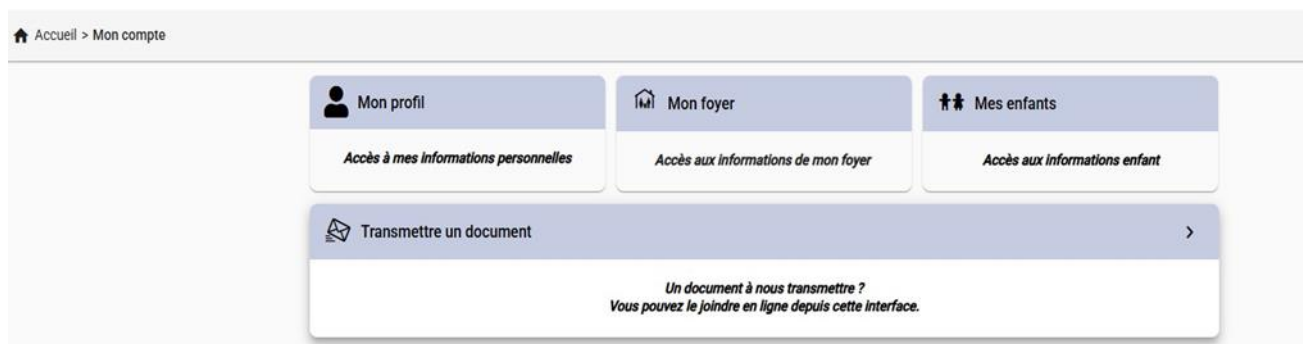 Accueil > Mon compte
Mon profil
Accès à mes informations personnelles
Mon foyer
Accès aux informations de mon foyer
Mes enfants
Accès aux informations enfant
Transmettre un document
Un document à nous transmettre ?
Vous pouvez le joindre en ligne depuis cette interface.